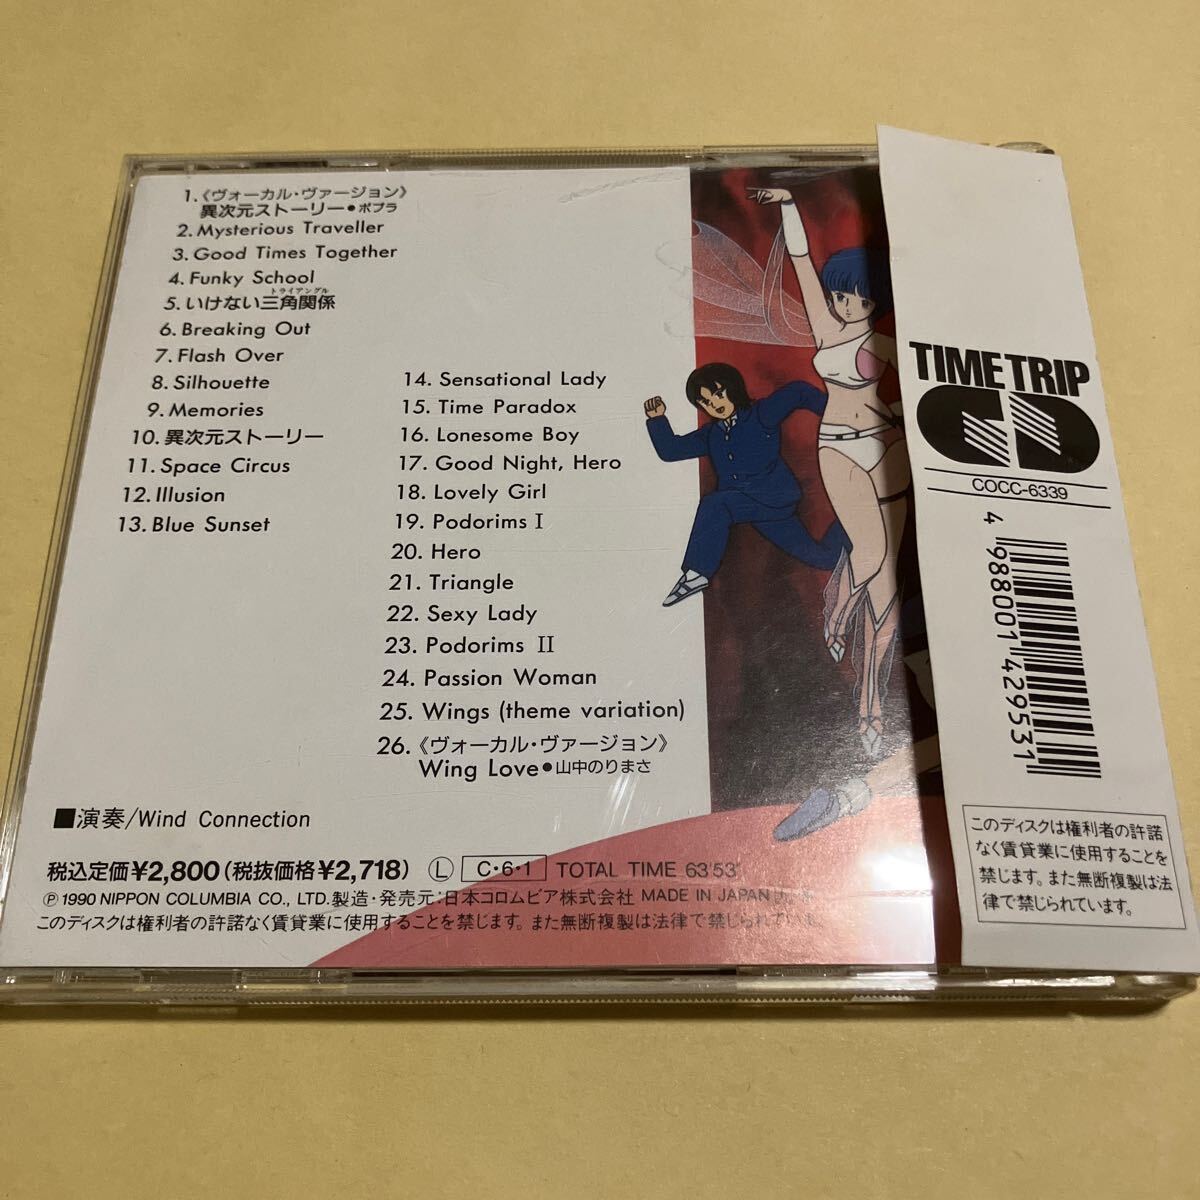 1.《ヴォーカル・ヴァージョン》
異次元ストーリー●ポプラ
2. Mysterious Traveller
3. Good Times Together
4. Funky School
トライアングル
5. いけない三角関係
6. Breaking Out
7. Flash Over
8. Silhouette
9. Memories
10. 異次元ストーリー
11. Space Circus
12. Illusion
13. Blue Sunset
14. Sensational Lady
15. Time Paradox
16. Lonesome Boy
17. Good Night, Hero
18. Lovely Girl
19. Podorims I
20. Hero
21. Triangle
22. Sexy Lady
23. Podorims II
24. Passion Woman
25. Wings (theme variation)
26.《ヴォーカル・ヴァージョン》
Wing Love●山中のりまさ
■演奏/Wind Connection
税込定価¥2,800(税抜価格¥2,718) Ⓛ C・6・1 TOTAL TIME 63'53"
Ⓟ1990 NIPPON COLUMBIA CO., LTD. 製造・発売元:日本コロムビア株式会社 MADE IN JAPAN
このディスクは権利者の許諾なく賃貸業に使用することを禁じます。また無断複製は法律で禁じられていま
TIME TRIP
CD
COCC-6339
4 988001 429531
このディスクは権利者の許諾
なく賃貸業に使用することを
禁じます。また無断複製は法
律で禁じられています。